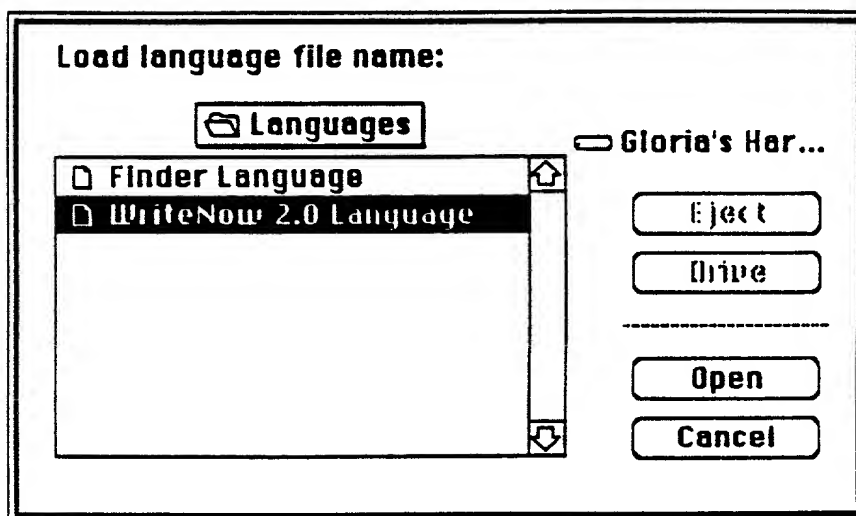 Load language file name:
Languages
Gloria's Har...
Finder Language
WriteNow 2.0 Language
Eject
Drive
Open
Cancel